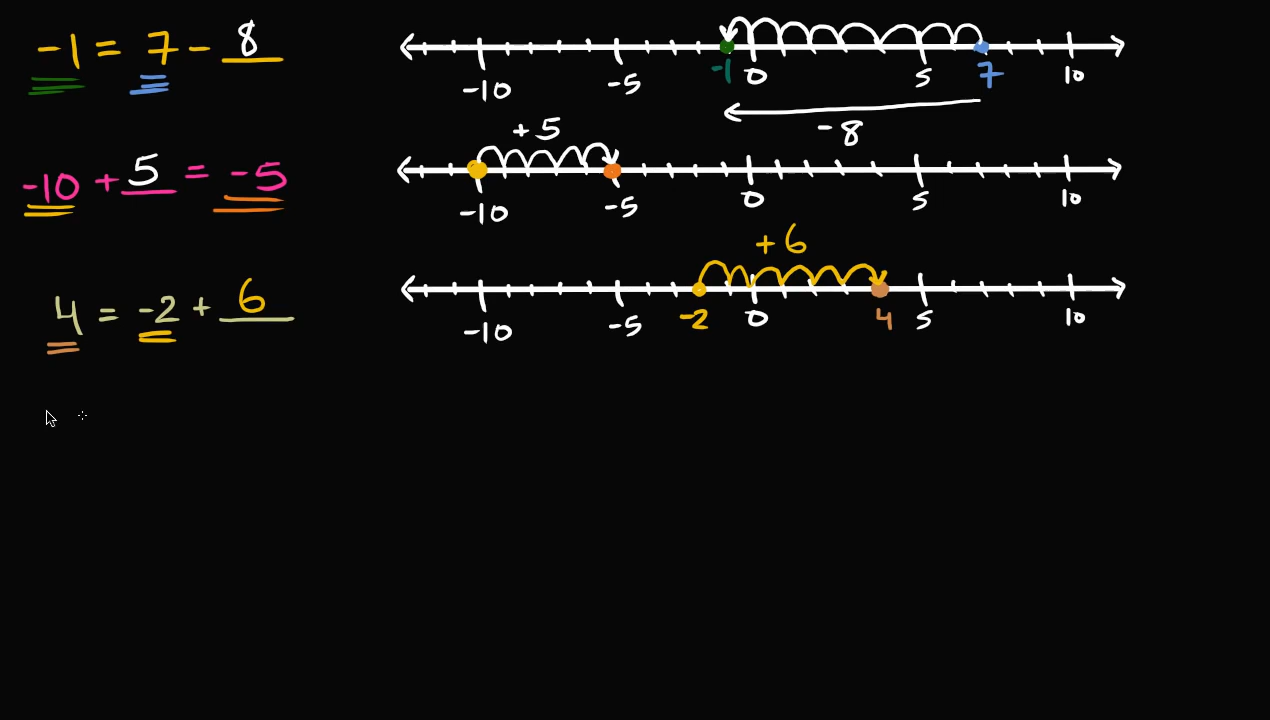 -1 = 7 - 8
-10 -5 -1 0 5 7 10
-8
+5
-10 + 5 = -5
-10 -5 0 5 10
+6
4 = -2 + 6
-10 -5 -2 0 4 5 10